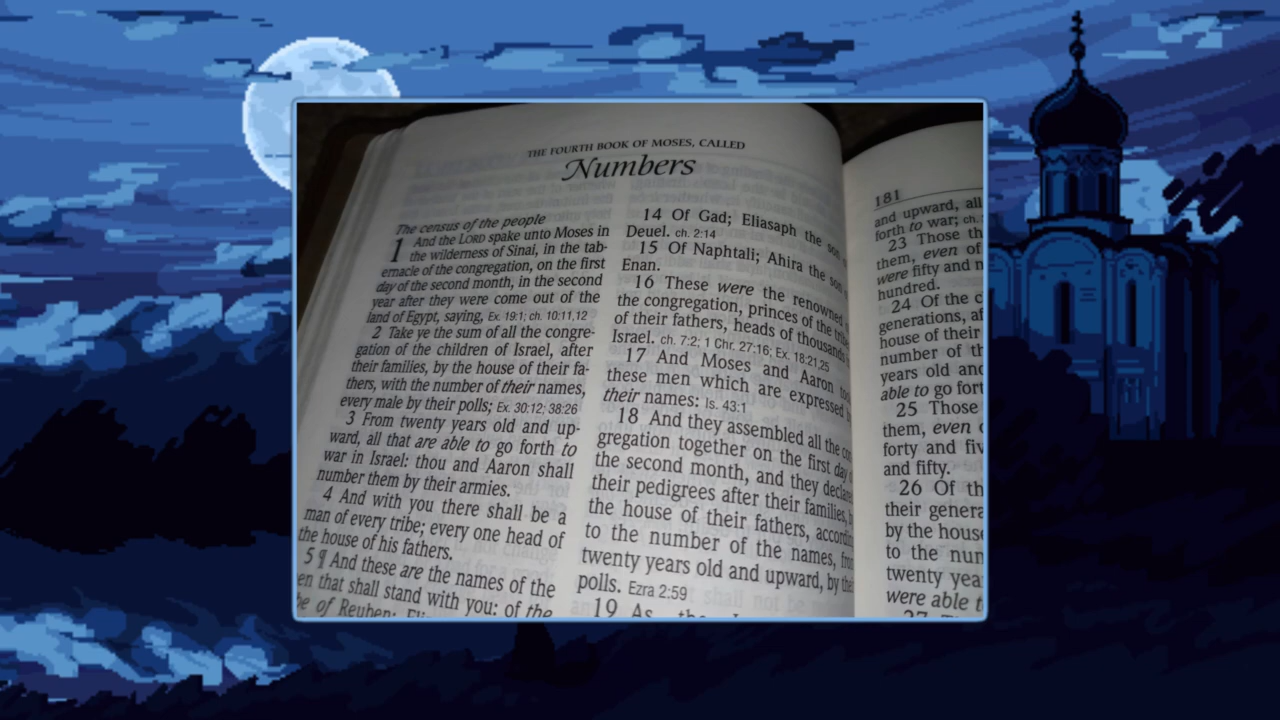 THE FOURTH BOOK OF MOSES, CALLED
Numbers
The census of the people
1 And the LORD spake unto Moses in
the wilderness of Sinai, in the tab-
ernacle of the congregation, on the first
day of the second month, in the second
year after they were come out of the
land of Egypt, saying, Ex. 19:1; ch. 10:11,12
2 Take ye the sum of all the congre-
gation of the children of Israel, after
their families, by the house of their fa-
thers, with the number of their names,
every male by their polls; Ex. 30:12; 38:26
3 From twenty years old and up-
ward, all that are able to go forth to
war in Israel: thou and Aaron shall
number them by their armies.
4 And with you there shall be a
man of every tribe; every one head of
the house of his fathers.
5 ¶ And these are the names of the
en that shall stand with you: of the
of Reuben;
14 Of Gad; Eliasaph the son
Deuel. ch. 2:14
15 Of Naphtali; Ahira the son
Enan.
16 These were the renowned
the congregation, princes of the
of their fathers, heads of thousands
Israel. ch. 7:2; 1 Chr. 27:16; Ex. 18:21,25
17 And Moses and Aaron
these men which are expressed
their names: Is. 43:1
18 And they assembled all the
gregation together on the first day
the second month, and they
their pedigrees after their families,
the house of their fathers,
to the number of the names,
twenty years old and upward, by
polls. Ezra 2:59
19 As
181
and upward, all
forth to war; ch.
23 Those
them, even of
were fifty and
hundred.
24 Of the
generations,
house of their
number of
years old and
able to go
25 Those
them, even
forty and
and fifty.
26 Of
their
by the
to the
twenty
were able